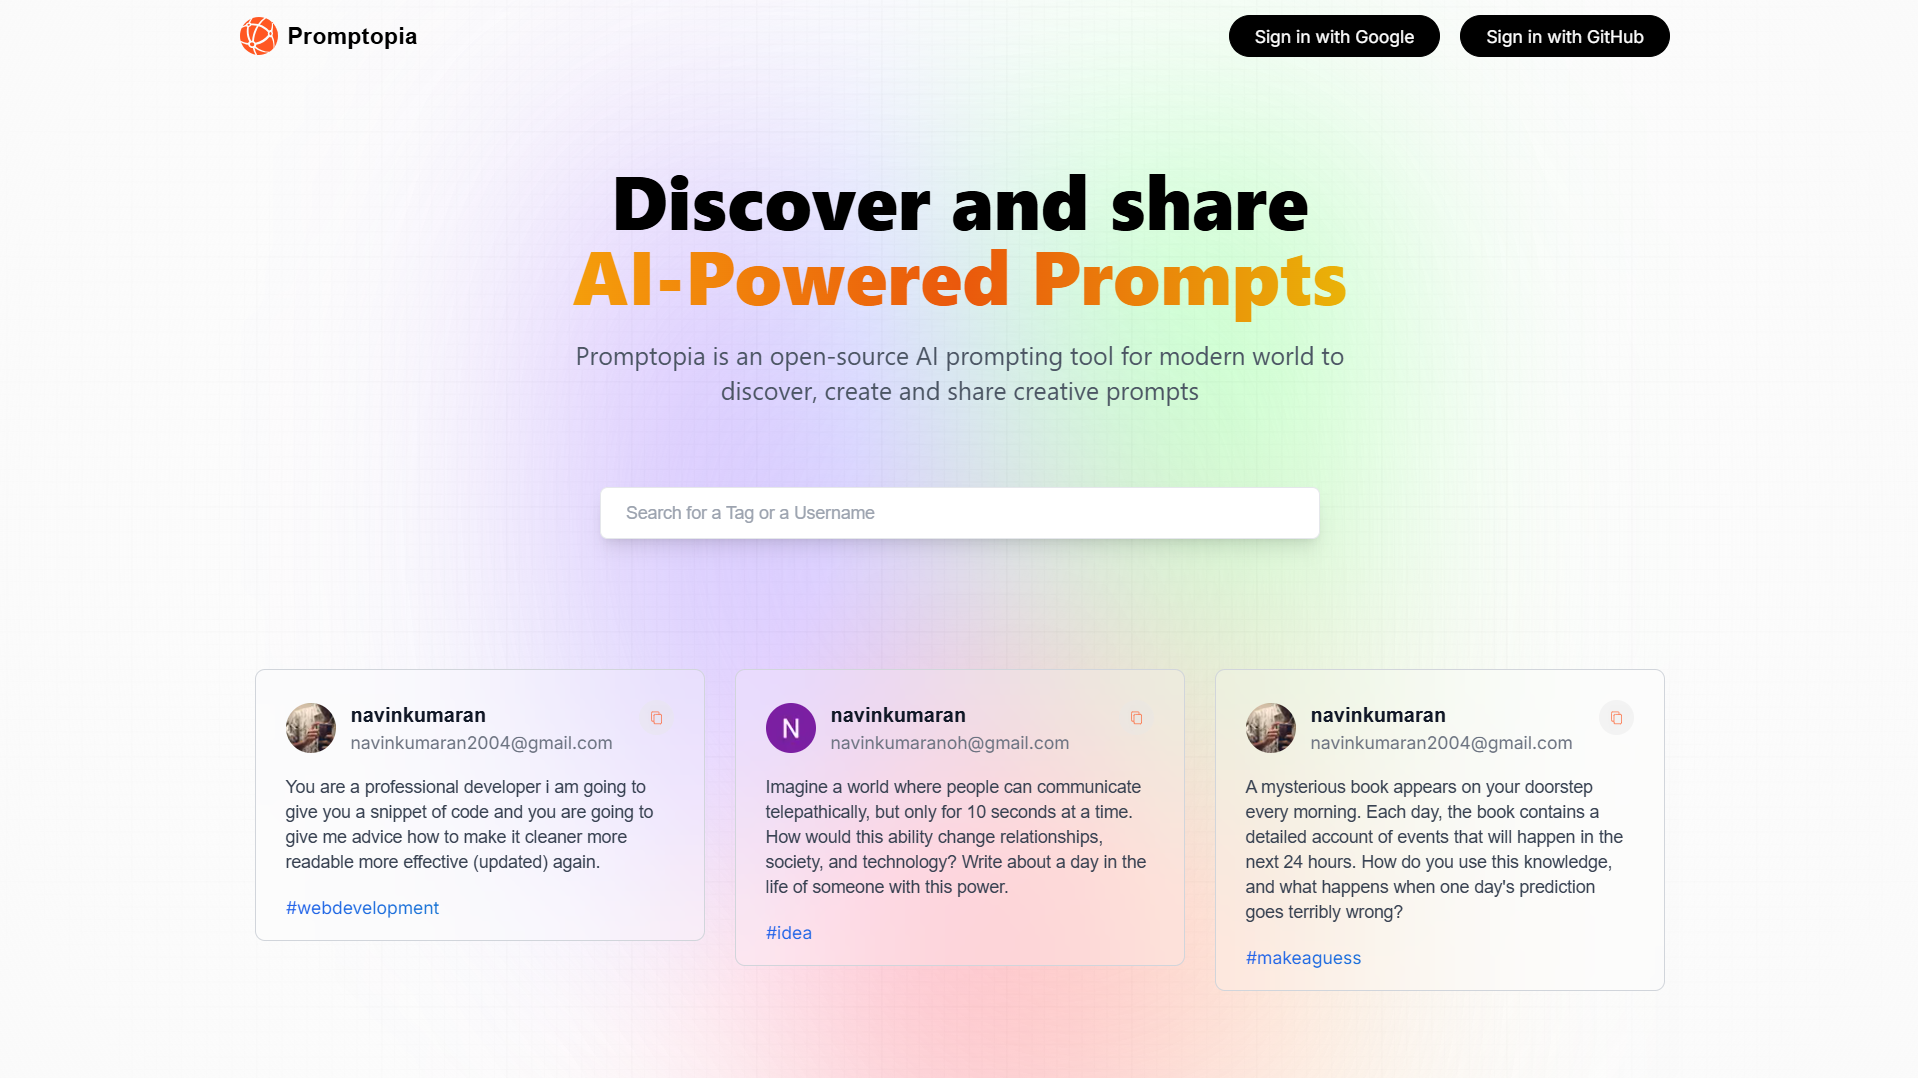 Promptopia
Sign in with Google
Sign in with GitHub
Discover and share
AI-Powered Prompts
Promptopia is an open-source AI prompting tool for modern world to
discover, create and share creative prompts
Search for a Tag or a Username
navinkumaran
navinkumaran2004@gmail.com
You are a professional developer i am going to
give you a snippet of code and you are going to
give me advice how to make it cleaner more
readable more effective (updated) again.
#webdevelopment
N
navinkumaran
navinkumaranoh@gmail.com
Imagine a world where people can communicate
telepathically, but only for 10 seconds at a time.
How would this ability change relationships,
society, and technology? Write about a day in the
life of someone with this power.
#idea
navinkumaran
navinkumaran2004@gmail.com
A mysterious book appears on your doorstep
every morning. Each day, the book contains a
detailed account of events that will happen in the
next 24 hours. How do you use this knowledge,
and what happens when one day's prediction
goes terribly wrong?
#makeaguess